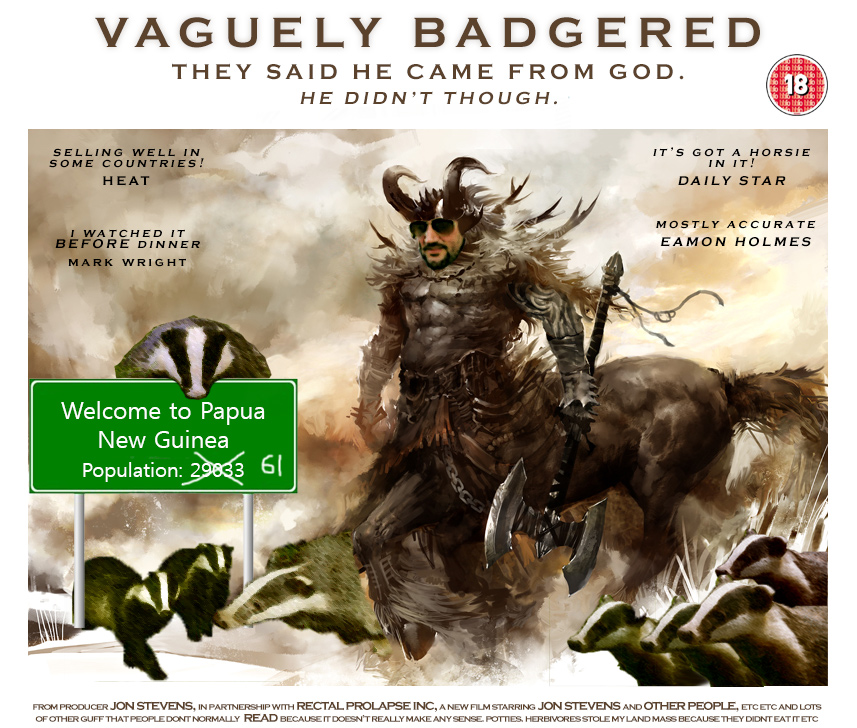 VAGUELY BADGERED
THEY SAID HE CAME FROM GOD.
HE DIDN'T THOUGH.
18
SELLING WELL IN
SOME COUNTRIES!
HEAT
IT'S GOT A HORSIE
IN IT!
DAILY STAR
I WATCHED IT
BEFORE DINNER
MARK WRIGHT
MOSTLY ACCURATE
EAMON HOLMES
Welcome to Papua
New Guinea
Population: 29033 61
FROM PRODUCER JON STEVENS, IN PARTNERSHIP WITH RECTAL PROLAPSE INC, A NEW FILM STARRING JON STEVENS AND OTHER PEOPLE, ETC ETC AND LOTS
OF OTHER GUFF THAT PEOPLE DONT NORMALLY READ BECAUSE IT DOESN'T REALLY MAKE ANY SENSE. POTTIES. HERBIVORES STOLE MY LAND MASS BECAUSE THEY DIDNT EAT IT ETC